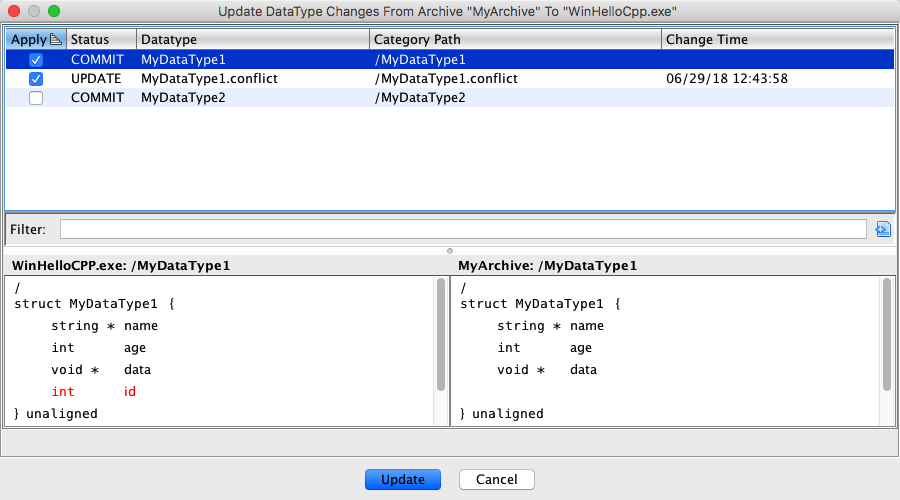 Update DataType Changes From Archive "MyArchive" To "WinHelloCpp.exe"
Apply Status Datatype Category Path Change Time
COMMIT MyDataType1 /MyDataType1
UPDATE MyDataType1.conflict /MyDataType1.conflict 06/29/18 12:43:58
COMMIT MyDataType2 /MyDataType2
Filter:
WinHelloCPP.exe: /MyDataType1
/
struct MyDataType1 {
string * name
int age
void * data
int id
} unaligned
MyArchive: /MyDataType1
/
struct MyDataType1 {
string * name
int age
void * data
} unaligned
Update Cancel